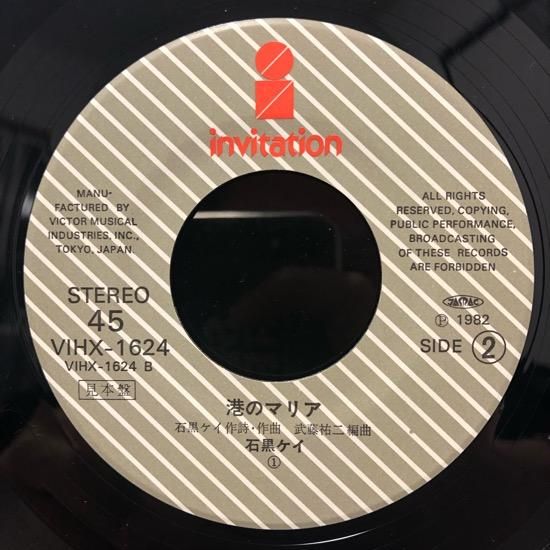 invitation
MANU-
FACTURED BY
VICTOR MUSICAL
INDUSTRIES, INC.,
TOKYO, JAPAN.
ALL RIGHTS
RESERVED, COPYING,
PUBLIC PERFORMANCE,
BROADCASTING
OF THESE RECORDS
ARE FORBIDDEN
STEREO
45
VIHX-1624
VIHX-1624 B
見本盤
JASRAC
Ⓟ 1982
SIDE 2
港のマリア
石黒ケイ作詩・作曲 武藤祐二編曲
石黒ケイ
①